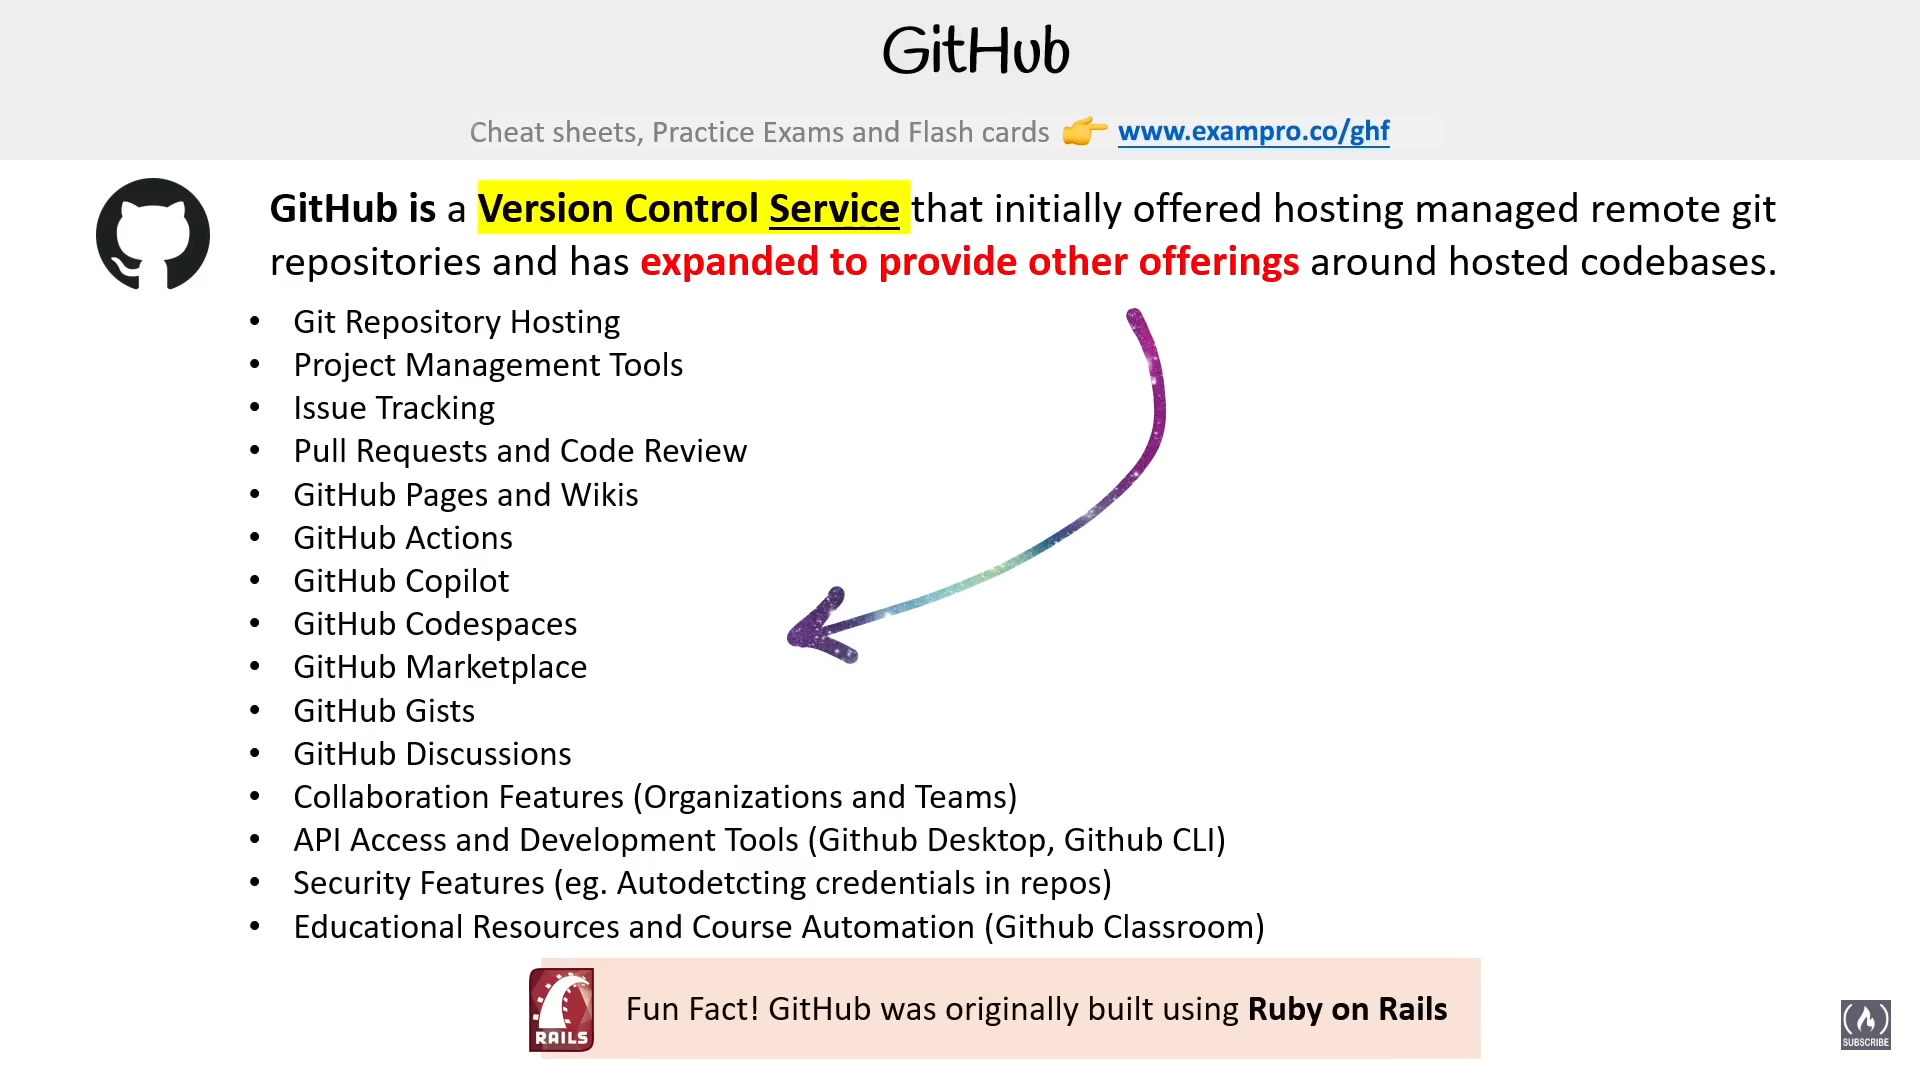 GitHub
Cheat sheets, Practice Exams and Flash cards 👉 www.exampro.co/ghf
GitHub is a Version Control Service that initially offered hosting managed remote git
repositories and has expanded to provide other offerings around hosted codebases.
• Git Repository Hosting
• Project Management Tools
• Issue Tracking
• Pull Requests and Code Review
• GitHub Pages and Wikis
• GitHub Actions
• GitHub Copilot
• GitHub Codespaces
• GitHub Marketplace
• GitHub Gists
• GitHub Discussions
• Collaboration Features (Organizations and Teams)
• API Access and Development Tools (Github Desktop, Github CLI)
• Security Features (eg. Autodetcting credentials in repos)
• Educational Resources and Course Automation (Github Classroom)
RAILS
Fun Fact! GitHub was originally built using Ruby on Rails
SUBSCRIBE